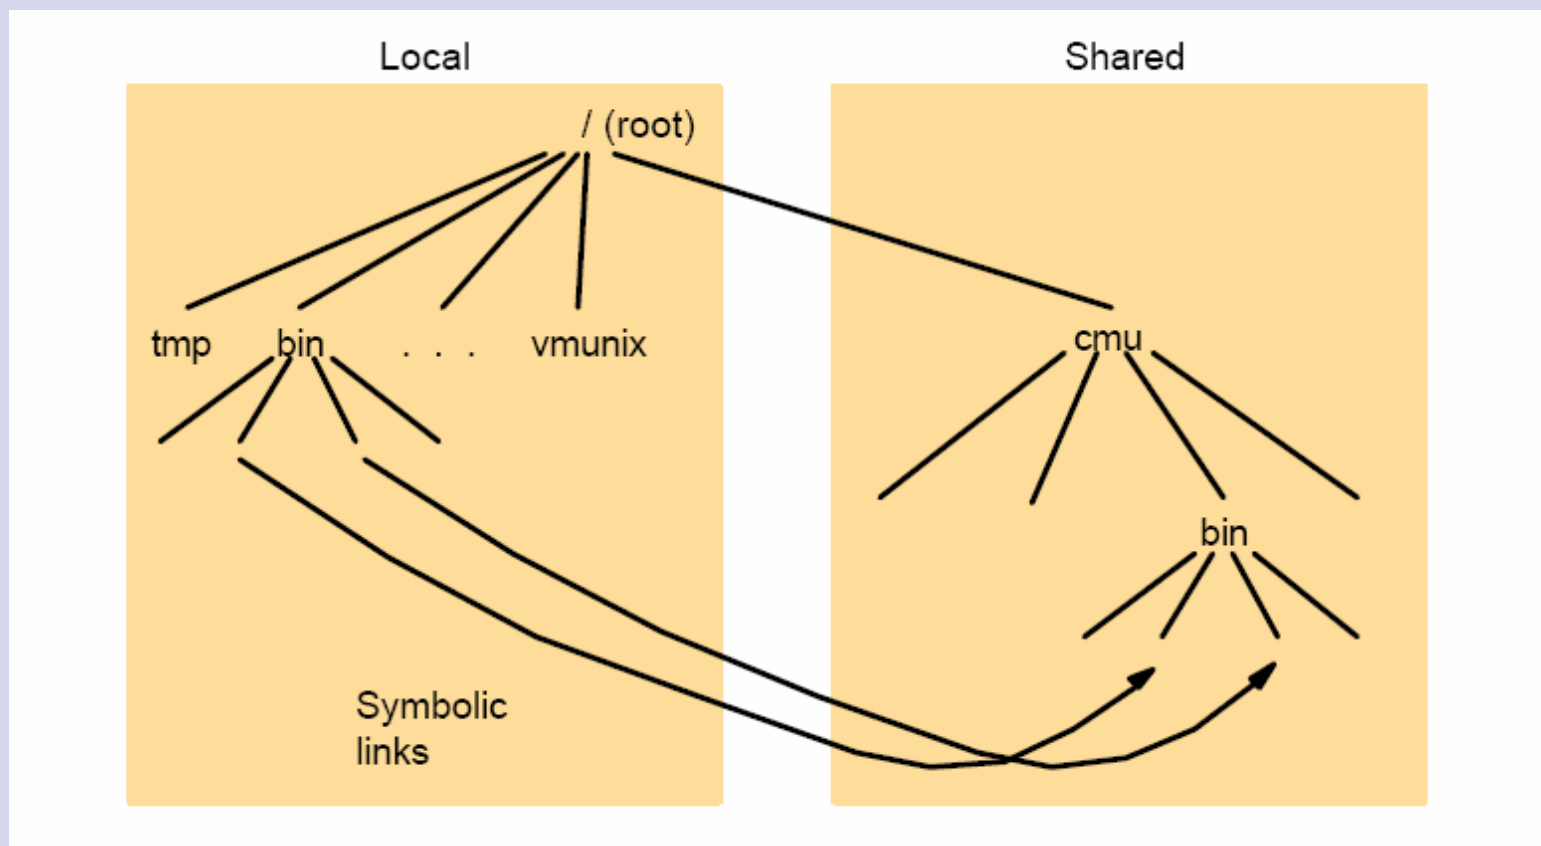 Local
Shared
/ (root)
tmp
bin
. . .
vmunix
cmu
bin
Symbolic
links